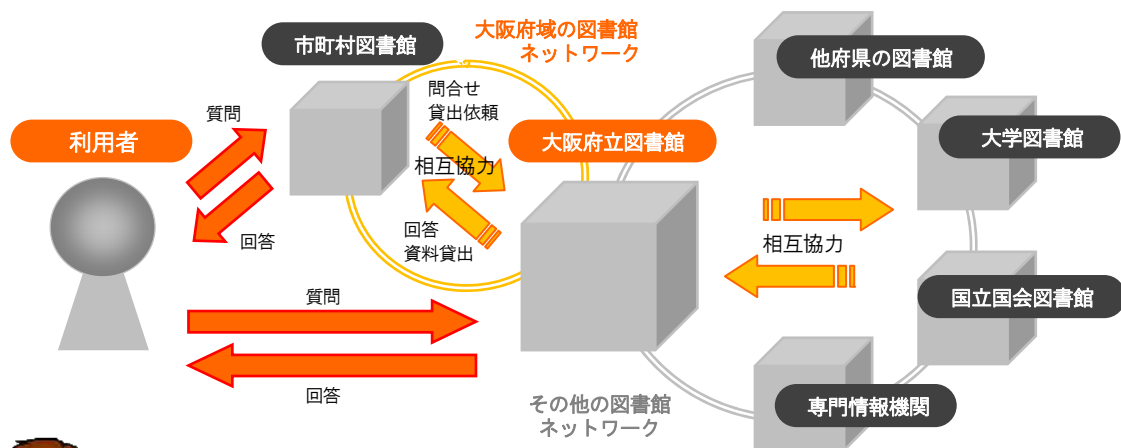 市町村図書館
大阪府域の図書館
ネットワーク
他府県の図書館
問合せ
貸出依頼
質問
利用者
大阪府立図書館
大学図書館
相互協力
回答
資料貸出
回答
相互協力
質問
国立国会図書館
回答
その他の図書館
ネットワーク
専門情報機関